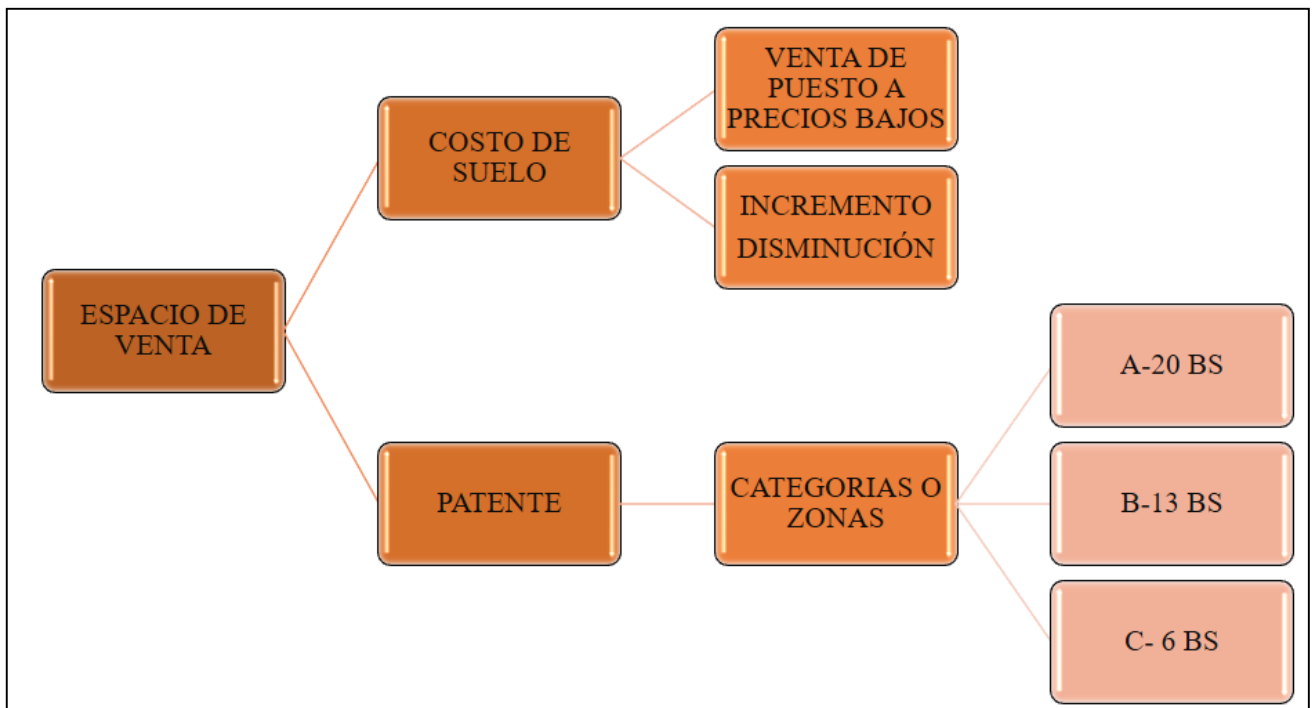 ESPACIO DE
VENTA
COSTO DE
SUELO
VENTA DE
PUESTO A
PRECIOS BAJOS
INCREMENTO
DISMINUCIÓN
PATENTE
CATEGORIAS O
ZONAS
A-20 BS
B-13 BS
C- 6 BS